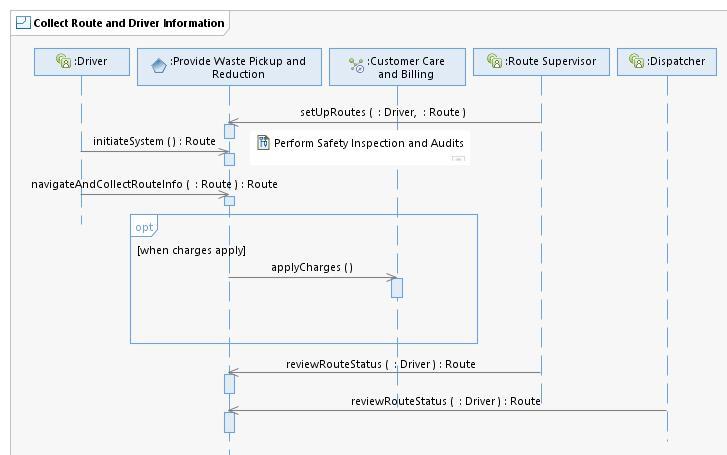 Collect Route and Driver Information
:Driver
:Provide Waste Pickup and
Reduction
:Customer Care
and Billing
:Route Supervisor
:Dispatcher
setUpRoutes ( : Driver, : Route )
initiateSystem ( ) : Route
Perform Safety Inspection and Audits
navigateAndCollectRouteInfo ( : Route ) : Route
opt
[when charges apply]
applyCharges ( )
reviewRouteStatus ( : Driver ) : Route
reviewRouteStatus ( : Driver ) : Route